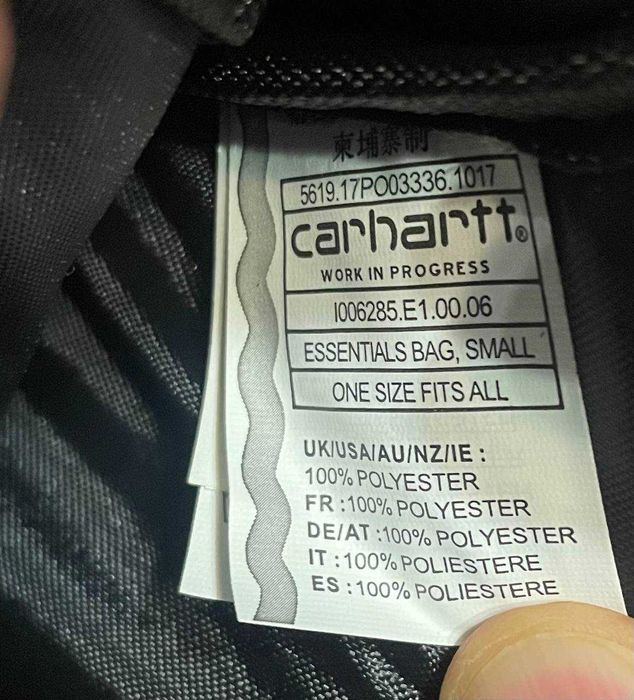 柬埔寨制
5619.17PO03336.1017
carhartt®
WORK IN PROGRESS
I006285.E1.00.06
ESSENTIALS BAG, SMALL
ONE SIZE FITS ALL
UK/USA/AU/NZ/IE :
100% POLYESTER
FR :100% POLYESTER
DE/AT :100% POLYESTER
IT :100% POLIESTERE
ES :100% POLIESTERE